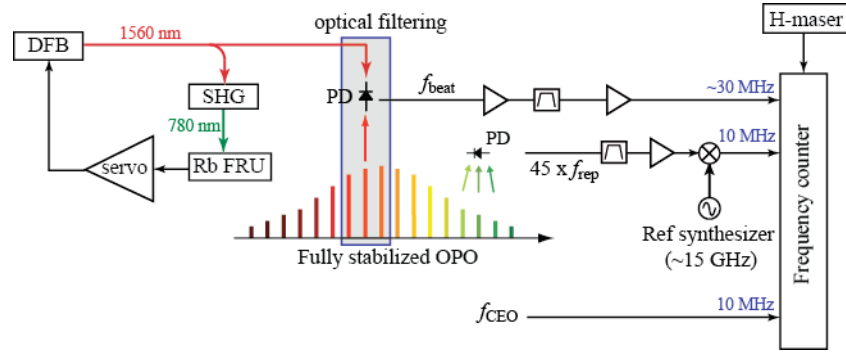 H-maser
optical filtering
DFB
1560 nm
SHG
780 nm
Rb FRU
servo
PD
f_beat
~30 MHz
PD
10 MHz
45 x f_rep
Ref synthesizer
(~15 GHz)
Frequency counter
Fully stabilized OPO
f_CEO
10 MHz